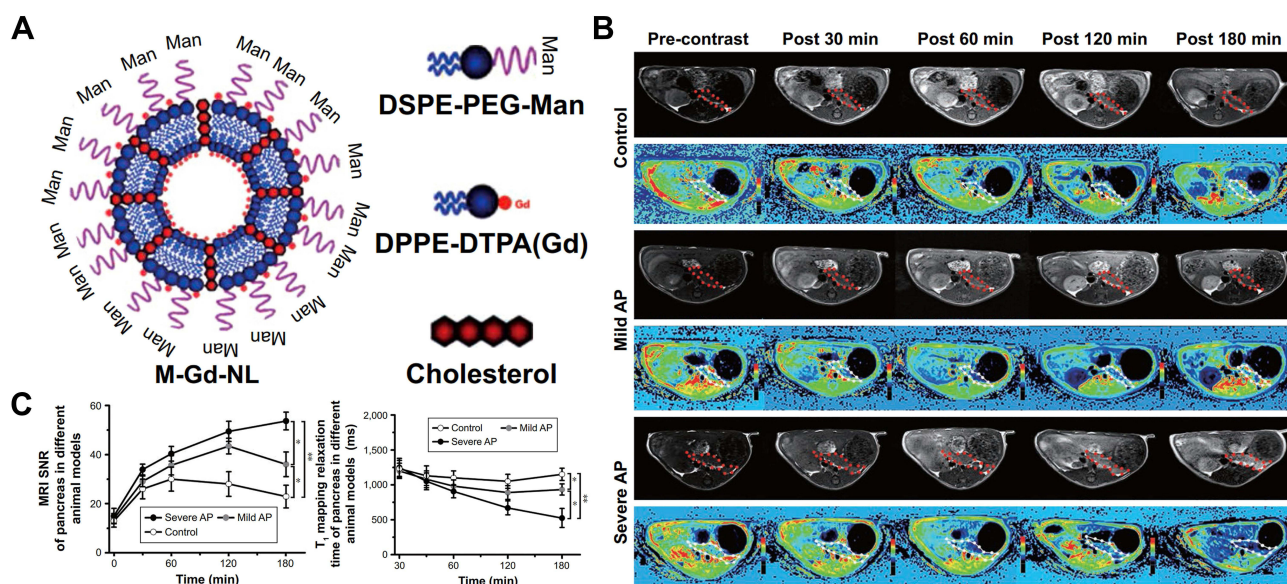 A
Man Man Man Man Man Man Man Man Man Man Man Man Man Man Man Man Man Man
M-Gd-NL
Man
DSPE-PEG-Man
Gd
DPPE-DTPA(Gd)
Cholesterol
B
Pre-contrast Post 30 min Post 60 min Post 120 min Post 180 min
Control
Mild AP
Severe AP
C
MRI SNR
of pancreas in different
animal models
60
40
20
0
Severe AP Mild AP
Control
* * **
0 30 60 120 180
Time (min)
T1 mapping relaxation
time of pancreas in different
animal models (ms)
2,000
1,500
1,250
1,000
500
0
Control Mild AP
Severe AP
* * **
30 60 120 180
Time (min)